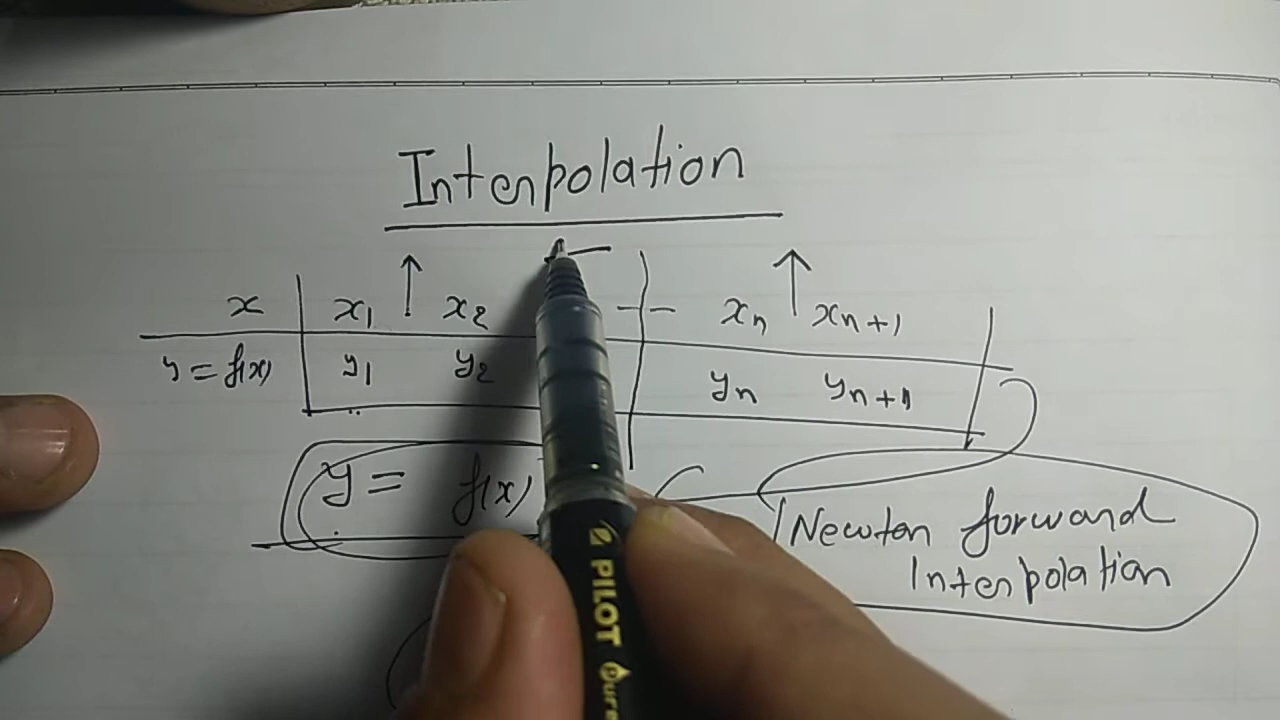 Interpolation
x x1 x2 - - xn xn+1
y = f(x) y1 y2 yn yn+1
y = f(x)
Newton forward
Interpolation
PILOT